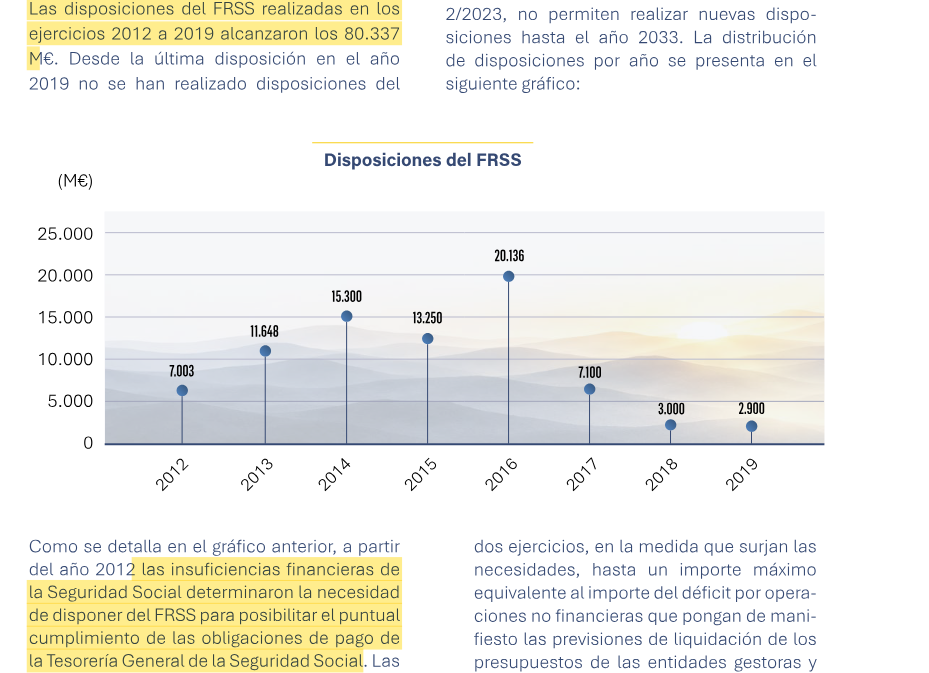 Las disposiciones del FRSS realizadas en los
ejercicios 2012 a 2019 alcanzaron los 80.337
M€. Desde la última disposición en el año
2019 no se han realizado disposiciones del
2/2023, no permiten realizar nuevas dispo-
siciones hasta el año 2033. La distribución
de disposiciones por año se presenta en el
siguiente gráfico:
Disposiciones del FRSS
(M€)
25.000
20.000
15.000
10.000
5.000
0
7.003
11.648
15.300
13.250
20.136
7.100
3.000
2.900
2012
2013
2014
2015
2016
2017
2018
2019
Como se detalla en el gráfico anterior, a partir
del año 2012 las insuficiencias financieras de
la Seguridad Social determinaron la necesidad
de disponer del FRSS para posibilitar el puntual
cumplimiento de las obligaciones de pago de
la Tesorería General de la Seguridad Social. Las
dos ejercicios, en la medida que surjan las
necesidades, hasta un importe máximo
equivalente al importe del déficit por opera-
ciones no financieras que pongan de mani-
fiesto las previsiones de liquidación de los
presupuestos de las entidades gestoras y